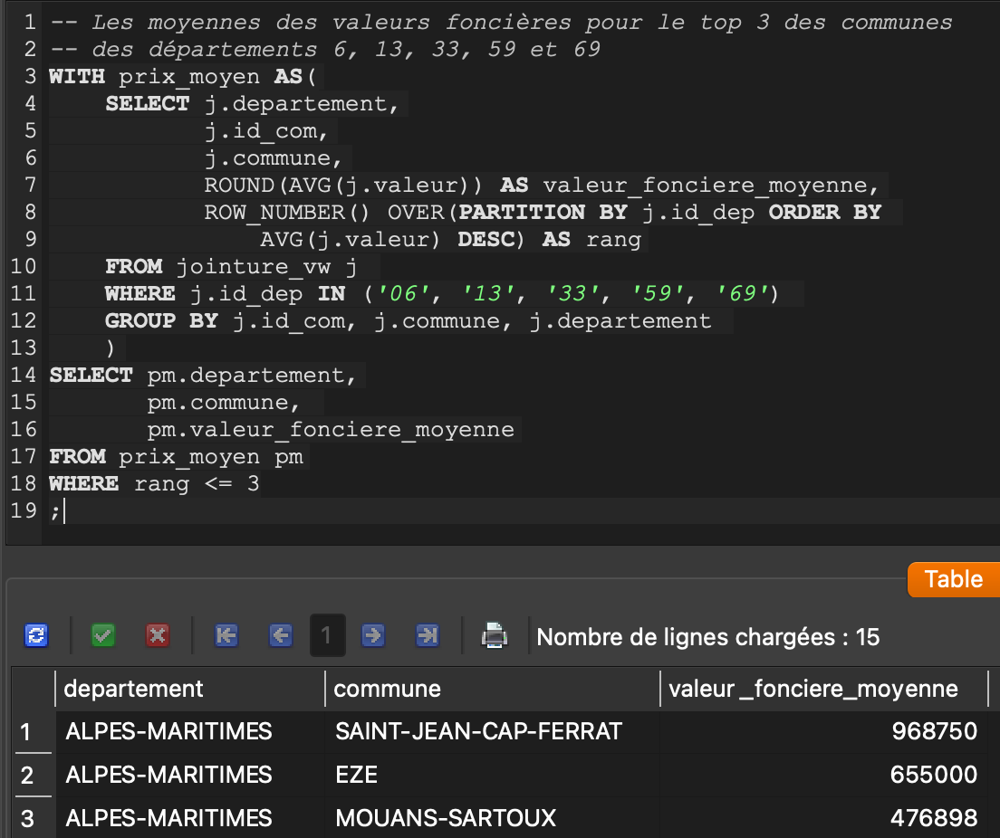 1 -- Les moyennes des valeurs foncières pour le top 3 des communes
2 -- des départements 6, 13, 33, 59 et 69
3 WITH prix_moyen AS(
4 SELECT j.departement,
5 j.id_com,
6 j.commune,
7 ROUND(AVG(j.valeur)) AS valeur_fonciere_moyenne,
8 ROW_NUMBER() OVER(PARTITION BY j.id_dep ORDER BY
9 AVG(j.valeur) DESC) AS rang
10 FROM jointure_vw j
11 WHERE j.id_dep IN ('06', '13', '33', '59', '69')
12 GROUP BY j.id_com, j.commune, j.departement
13 )
14 SELECT pm.departement,
15 pm.commune,
16 pm.valeur_fonciere_moyenne
17 FROM prix_moyen pm
18 WHERE rang <= 3
19 ;
Table
1 Nombre de lignes chargées : 15
departement commune valeur_fonciere_moyenne
1 ALPES-MARITIMES SAINT-JEAN-CAP-FERRAT 968750
2 ALPES-MARITIMES EZE 655000
3 ALPES-MARITIMES MOUANS-SARTOUX 476898